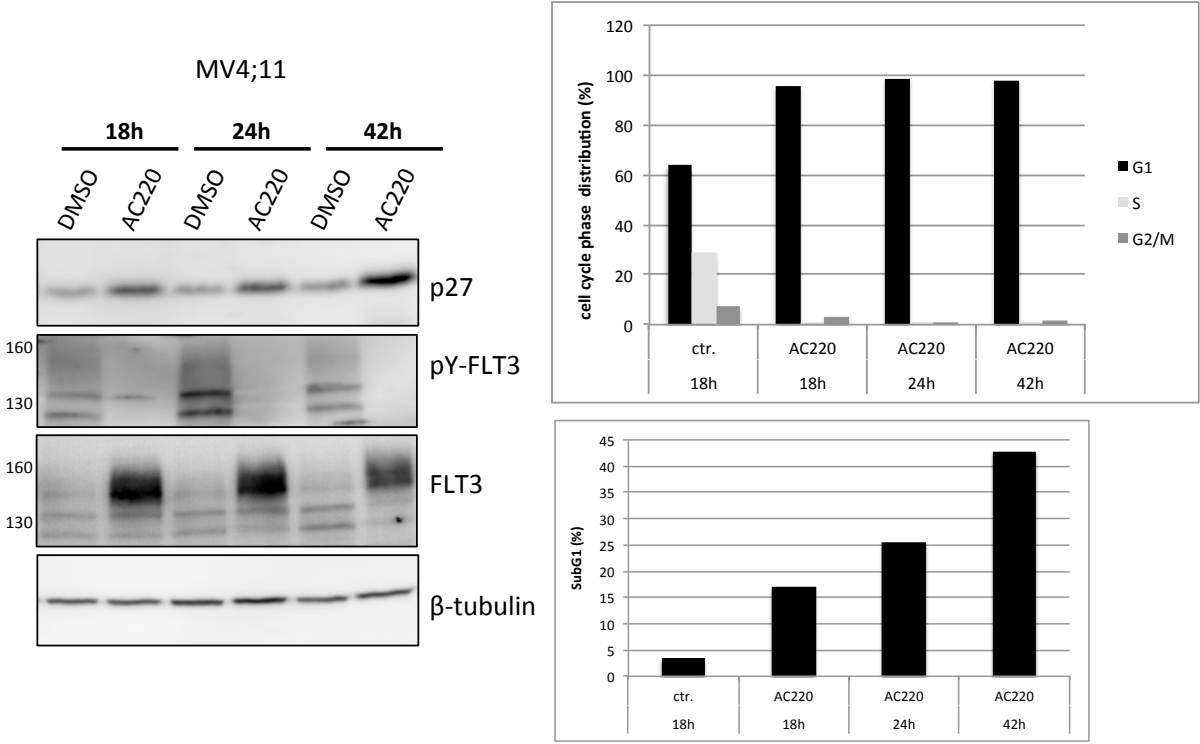 MV4;11
18h 24h 42h
DMSO AC220 DMSO AC220 DMSO AC220
p27
160
pY-FLT3
130
160
FLT3
130
β-tubulin
120
100
80
60
40
20
0
cell cycle phase distribution (%)
ctr. AC220 AC220 AC220
18h 18h 24h 42h
G1
S
G2/M
45
40
35
30
25
20
15
10
5
0
SubG1 (%)
ctr. AC220 AC220 AC220
18h 18h 24h 42h